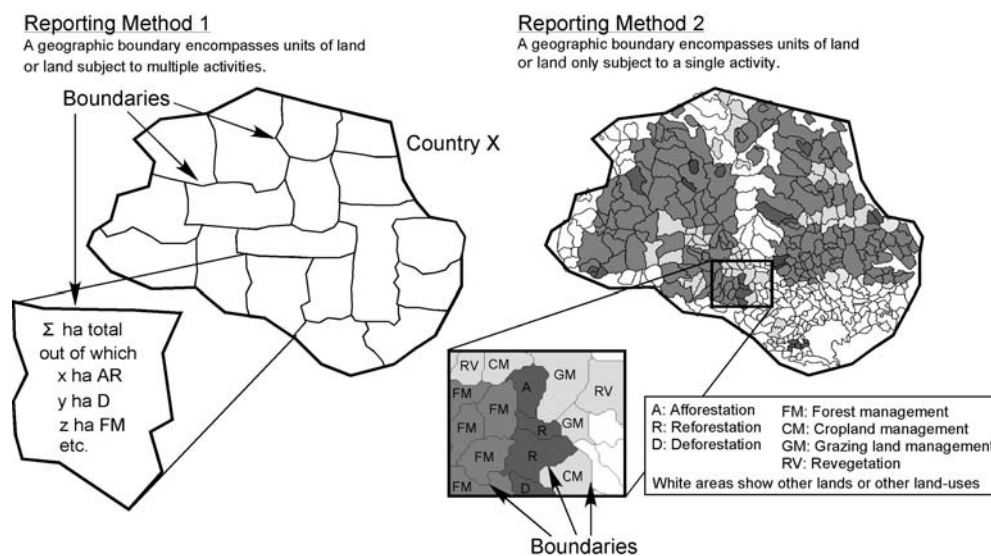 Reporting Method 1
A geographic boundary encompasses units of land
or land subject to multiple activities.
Boundaries
Country X
Σ ha total
out of which
x ha AR
y ha D
z ha FM
etc.
Reporting Method 2
A geographic boundary encompasses units of land
or land only subject to a single activity.
RV
CM
GM
RV
FM
A
FM
FM
R
GM
FM
R
CM
FM
D
Boundaries
A: Afforestation
R: Reforestation
D: Deforestation
FM: Forest management
CM: Cropland management
GM: Grazing land management
RV: Revegetation
White areas show other lands or other land-uses